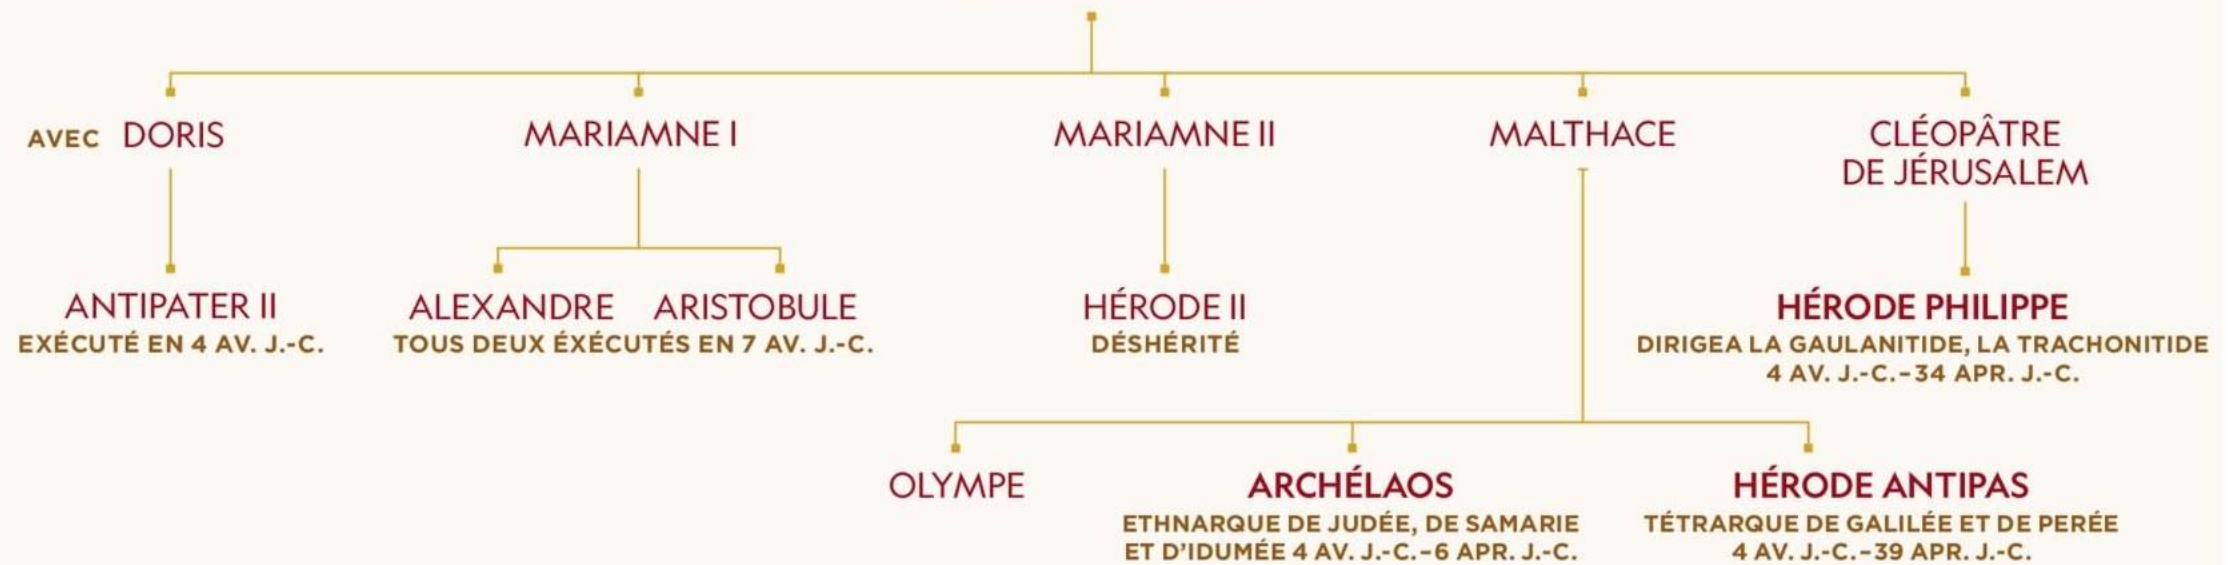 AVEC DORIS
MARIAMNE I
MARIAMNE II
MALTHACE
CLÉOPÂTRE
DE JÉRUSALEM
ANTIPATER II
EXÉCUTÉ EN 4 AV. J.-C.
ALEXANDRE ARISTOBULE
TOUS DEUX ÉXÉCUTÉS EN 7 AV. J.-C.
HÉRODE II
DÉSHÉRITÉ
HÉRODE PHILIPPE
DIRIGEA LA GAULANITIDE, LA TRACHONITIDE
4 AV. J.-C.–34 APR. J.-C.
OLYMPE
ARCHÉLAOS
ETHNARQUE DE JUDÉE, DE SAMARIE
ET D'IDUMÉE 4 AV. J.-C.–6 APR. J.-C.
HÉRODE ANTIPAS
TÉTRARQUE DE GALILÉE ET DE PERÉE
4 AV. J.-C.–39 APR. J.-C.